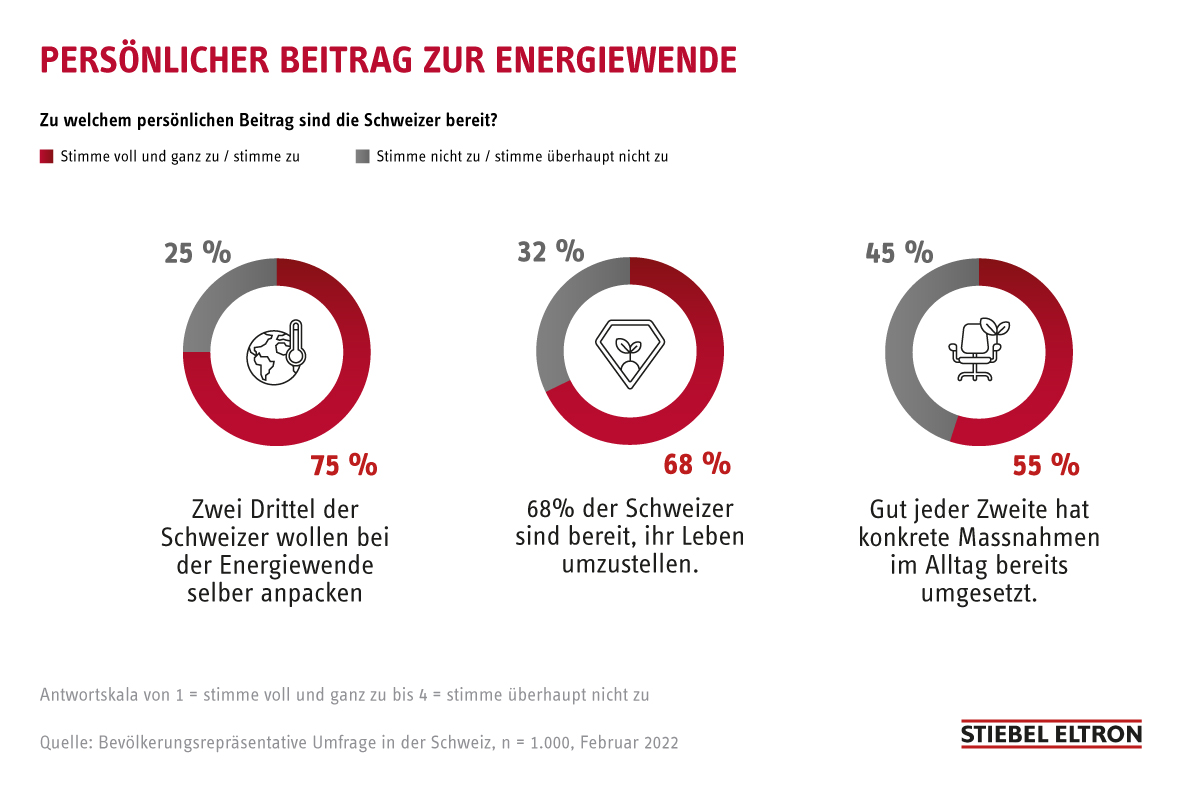 PERSÖNLICHER BEITRAG ZUR ENERGIEWENDE
Zu welchem persönlichen Beitrag sind die Schweizer bereit?
Stimme voll und ganz zu / stimme zu
Stimme nicht zu / stimme überhaupt nicht zu
25 %
75 %
Zwei Drittel der
Schweizer wollen bei
der Energiewende
selber anpacken
32 %
68 %
68% der Schweizer
sind bereit, ihr Leben
umzustellen.
45 %
55 %
Gut jeder Zweite hat
konkrete Massnahmen
im Alltag bereits
umgesetzt.
Antwortskala von 1 = stimme voll und ganz zu bis 4 = stimme überhaupt nicht zu
Quelle: Bevölkerungsrepräsentative Umfrage in der Schweiz, n = 1.000, Februar 2022
STIEBEL ELTRON